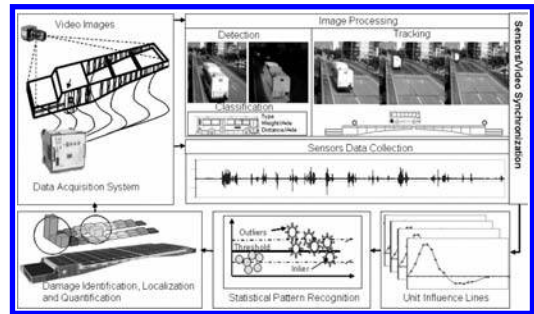 Video Images
Image Processing
Detection
Tracking
Classification
Type
Weight/Axle
Distance/Axle
Sensors Data Collection
Data Acquisition System
Sensors/Video Synchronization
Outliers
Threshold
Inlier
Damage Identification, Localization
and Quantification
Statistical Pattern Recognition
Unit Influence Lines